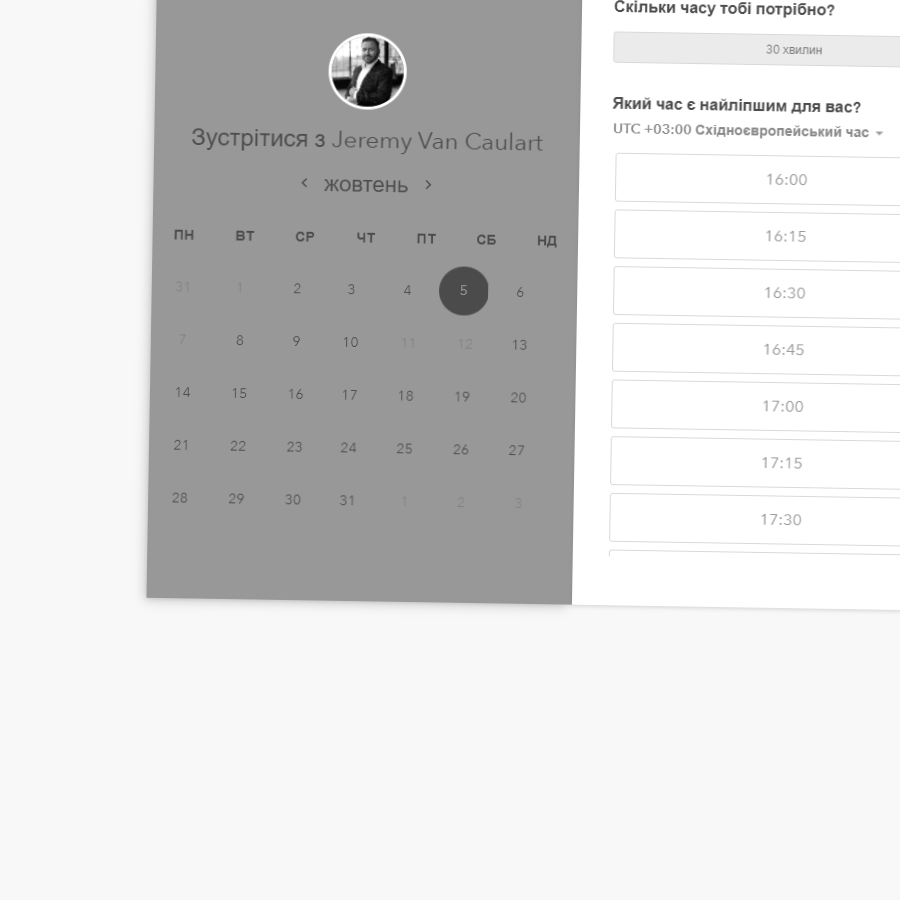 Зустрітися з Jeremy Van Caulart
жовтень
ПН ВТ СР ЧТ ПТ СБ НД
31 1 2 3 4 5 6
7 8 9 10 11 12 13
14 15 16 17 18 19 20
21 22 23 24 25 26 27
28 29 30 31 1 2 3
Скільки часу тобі потрібно?
30 хвилин
Який час є найліпшим для вас?
UTC +03:00 Східноєвропейський час
16:00
16:15
16:30
16:45
17:00
17:15
17:30